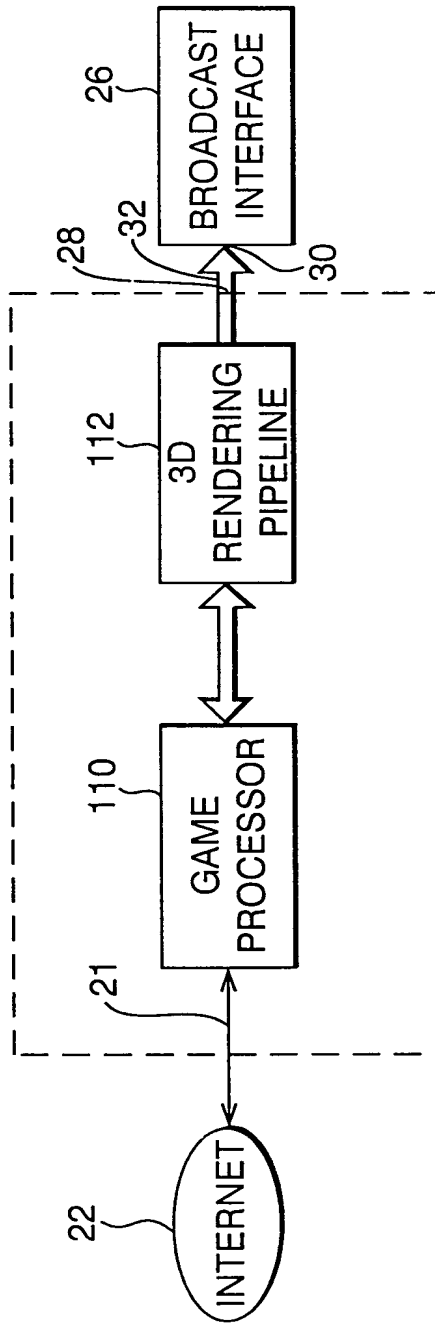 22
INTERNET
21
110
GAME
PROCESSOR
112
3D
RENDERING
PIPELINE
28
32
30
26
BROADCAST
INTERFACE